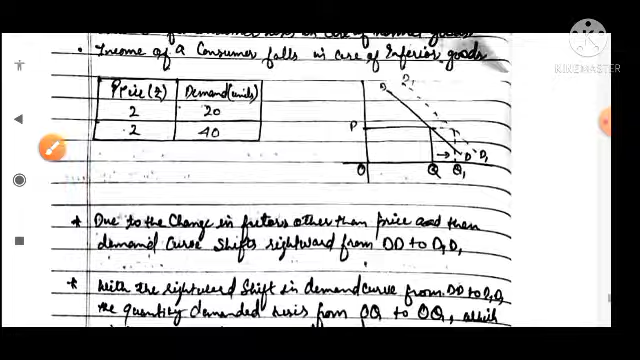 • Income of a Consumer falls in case of Inferior goods
Price (₹) Demand (units)
2 20
2 40
D D1
P
D D1
O Q Q1
* Due to the Change in factors other than price and then
demand Curve Shifts rightward from DD to D1D1
* With the rightward Shift in demand curve from DD to D1D1
the quantity demanded rises from OQ to OQ1 which
KINEMASTER